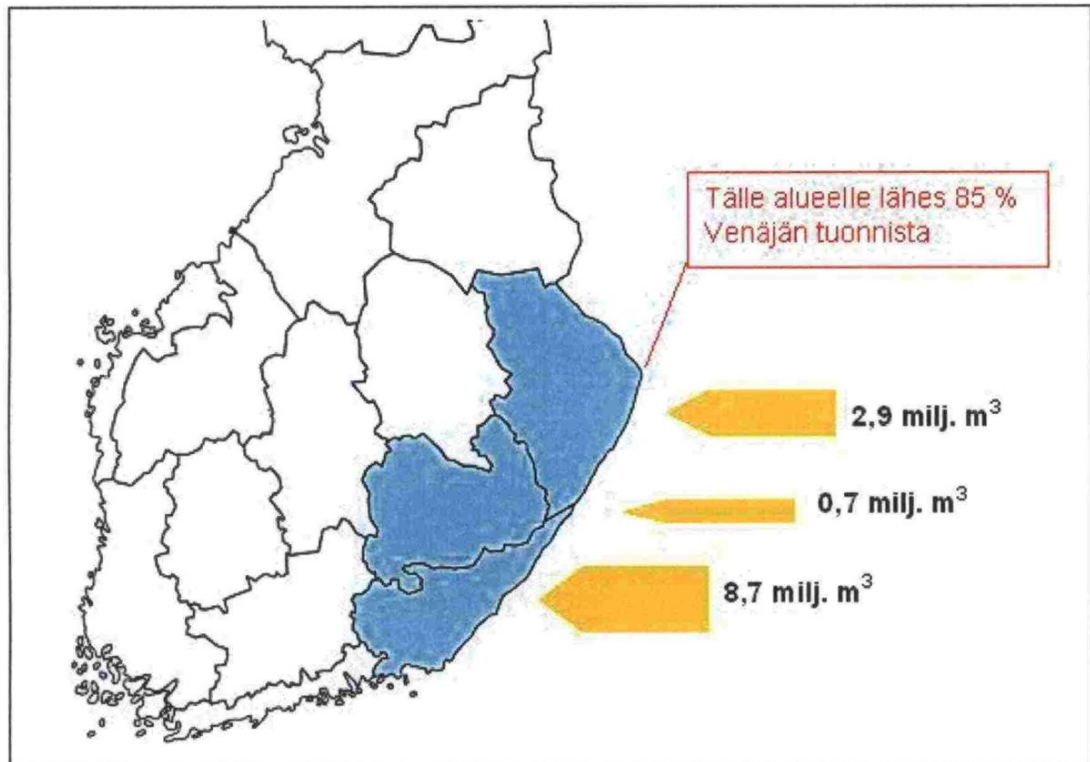 Tälle alueelle lähes 85 %
Venäjän tuonnista
2,9 milj. m³
0,7 milj. m³
8,7 milj. m³